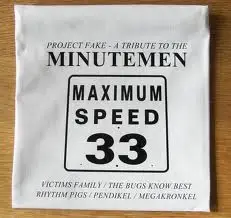 PROJECT FAKE - A TRIBUTE TO THE
MINUTEMEN
MAXIMUM
SPEED
33
VICTIMS FAMILY / THE BUGS KNOW BEST
RHYTHM PIGS / PENDIKEL / MEGAKRONKEL